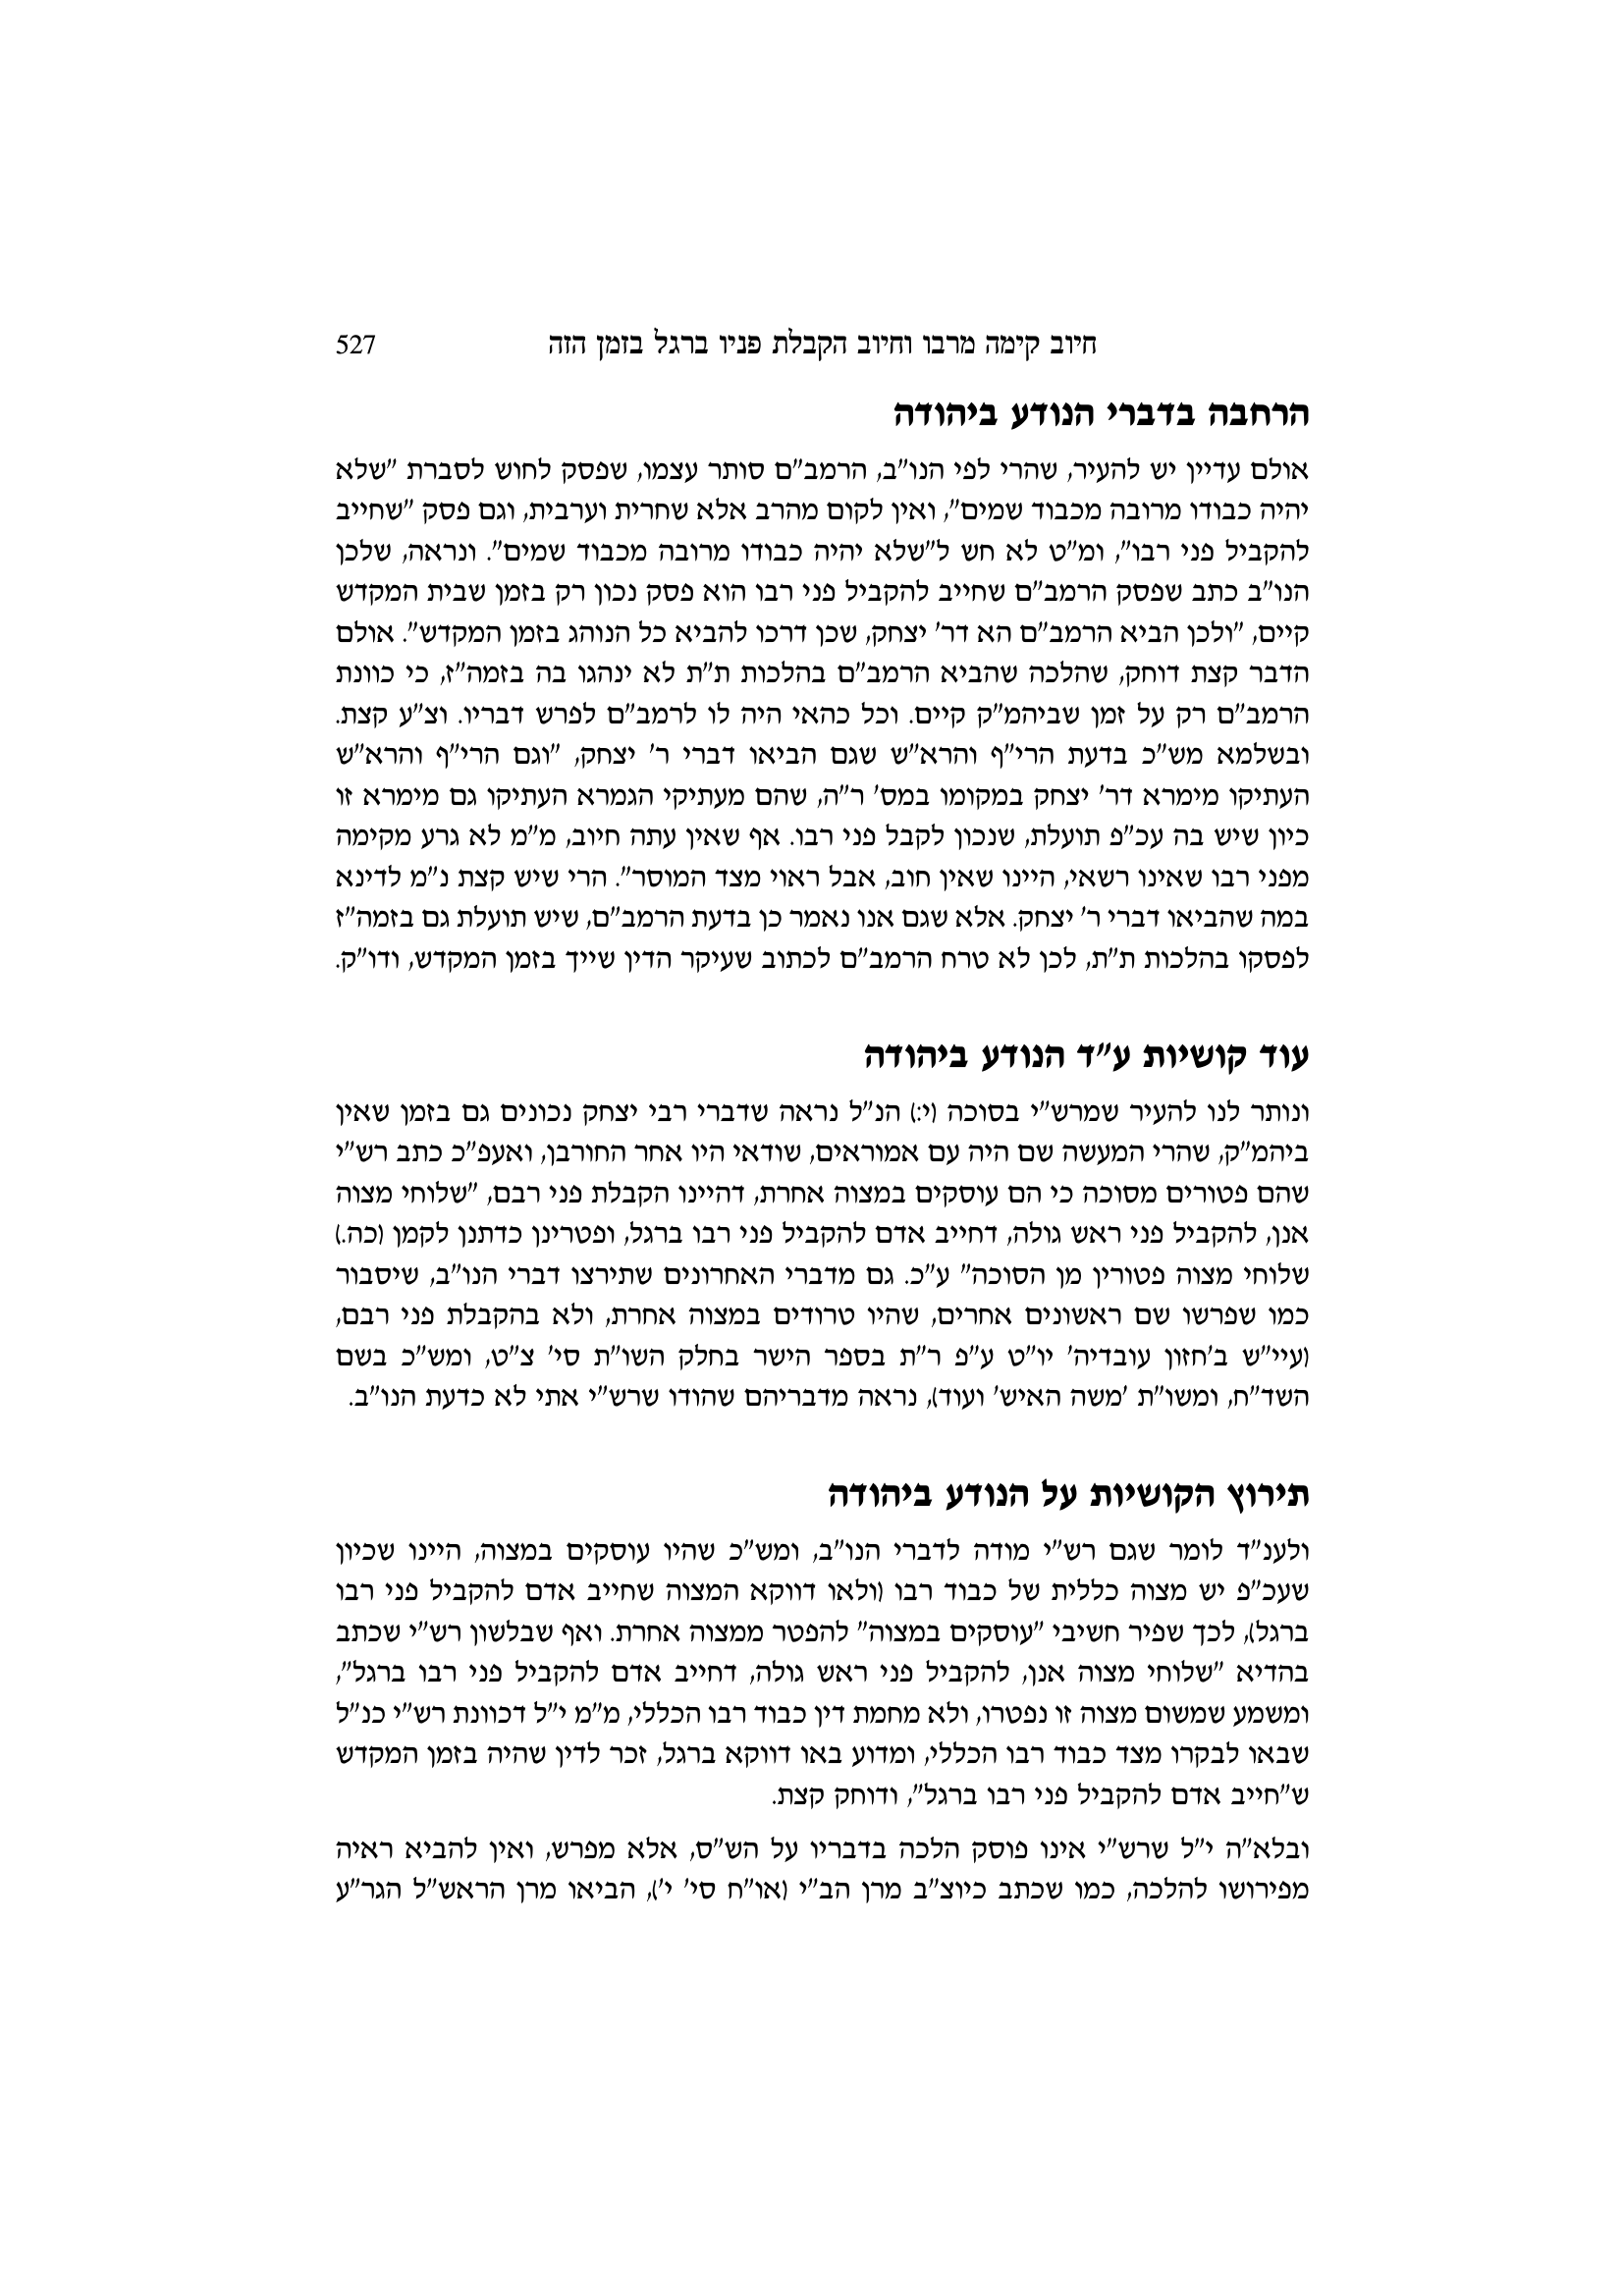 חיוב קימה מרבו וחיוב הקבלת פניו ברגל בזמן הזה 527
הרחבה בדברי הנודע ביהודה
אולם עדיין יש להעיר, שהרי לפי הנו"ב, הרמב"ם סותר עצמו, שפסק לחוש לסברת "שלא
יהיה כבודו מרובה מכבוד שמים", ואין לקום מהרב אלא שחרית וערבית, וגם פסק "שחייב
להקביל פני רבו", ומ"ט לא חש ל"שלא יהיה כבודו מרובה מכבוד שמים". ונראה, שלכן
הנו"ב כתב שפסק הרמב"ם שחייב להקביל פני רבו הוא פסק נכון רק בזמן שבית המקדש
קיים, "ולכן הביא הרמב"ם הא דר' יצחק, שכן דרכו להביא כל הנוהג בזמן המקדש". אולם
הדבר קצת דוחק, שהלכה שהביא הרמב"ם בהלכות ת"ת לא ינהגו בה בזמה"ז, כי כוונת
הרמב"ם רק על זמן שביהמ"ק קיים. וכל כהאי היה לו לרמב"ם לפרש דבריו. וצ"ע קצת.
ובשלמא מש"כ בדעת הרי"ף והרא"ש שגם הביאו דברי ר' יצחק, "וגם הרי"ף והרא"ש
העתיקו מימרא דר' יצחק במקומו במס' ר"ה, שהם מעתיקי הגמרא העתיקו גם מימרא זו
כיון שיש בה עכ"פ תועלת, שנכון לקבל פני רבו. אף שאין עתה חיוב, מ"מ לא גרע מקימה
מפני רבו שאינו רשאי, היינו שאין חוב, אבל ראוי מצד המוסר". הרי שיש קצת נ"מ לדינא
במה שהביאו דברי ר' יצחק. אלא שגם אנו נאמר כן בדעת הרמב"ם, שיש תועלת גם בזמה"ז
לפסקו בהלכות ת"ת, לכן לא טרח הרמב"ם לכתוב שעיקר הדין שייך בזמן המקדש, ודו"ק.
עוד קושיות ע"ד הנודע ביהודה
ונותר לנו להעיר שמרש"י בסוכה (י:) הנ"ל נראה שדברי רבי יצחק נכונים גם בזמן שאין
ביהמ"ק, שהרי המעשה שם היה עם אמוראים, שודאי היו אחר החורבן, ואעפ"כ כתב רש"י
שהם פטורים מסוכה כי הם עוסקים במצוה אחרת, דהיינו הקבלת פני רבם, "שלוחי מצוה
אנן, להקביל פני ראש גולה, דחייב אדם להקביל פני רבו ברגל, ופטרינן כדתנן לקמן (כה.)
שלוחי מצוה פטורין מן הסוכה" ע"כ. גם מדברי האחרונים שתירצו דברי הנו"ב, שיסבור
כמו שפרשו שם ראשונים אחרים, שהיו טרודים במצוה אחרת, ולא בהקבלת פני רבם,
(עיי"ש ב'חזון עובדיה' יו"ט ע"פ ר"ת בספר הישר בחלק השו"ת סי' צ"ט, ומש"כ בשם
השד"ח, ומשו"ת 'משה האיש' ועוד), נראה מדבריהם שהודו שרש"י אתי לא כדעת הנו"ב.
תירוץ הקושיות על הנודע ביהודה
ולענ"ד לומר שגם רש"י מודה לדברי הנו"ב, ומש"כ שהיו עוסקים במצוה, היינו שכיון
שעכ"פ יש מצוה כללית של כבוד רבו (ולאו דווקא המצוה שחייב אדם להקביל פני רבו
ברגל), לכך שפיר חשיבי "עוסקים במצוה" להפטר ממצוה אחרת. ואף שבלשון רש"י שכתב
בהדיא "שלוחי מצוה אנן, להקביל פני ראש גולה, דחייב אדם להקביל פני רבו ברגל",
ומשמע שמשום מצוה זו נפטרו, ולא מחמת דין כבוד רבו הכללי, מ"מ י"ל דכוונת רש"י כנ"ל
שבאו לבקרו מצד כבוד רבו הכללי, ומדוע באו דווקא ברגל, זכר לדין שהיה בזמן המקדש
ש"חייב אדם להקביל פני רבו ברגל", ודוחק קצת.
ובלא"ה י"ל שרש"י אינו פוסק הלכה בדבריו על הש"ס, אלא מפרש, ואין להביא ראיה
מפירושו להלכה, כמו שכתב כיוצ"ב מרן הב"י (או"ח סי' י'), הביאו מרן הראש"ל הגר"ע